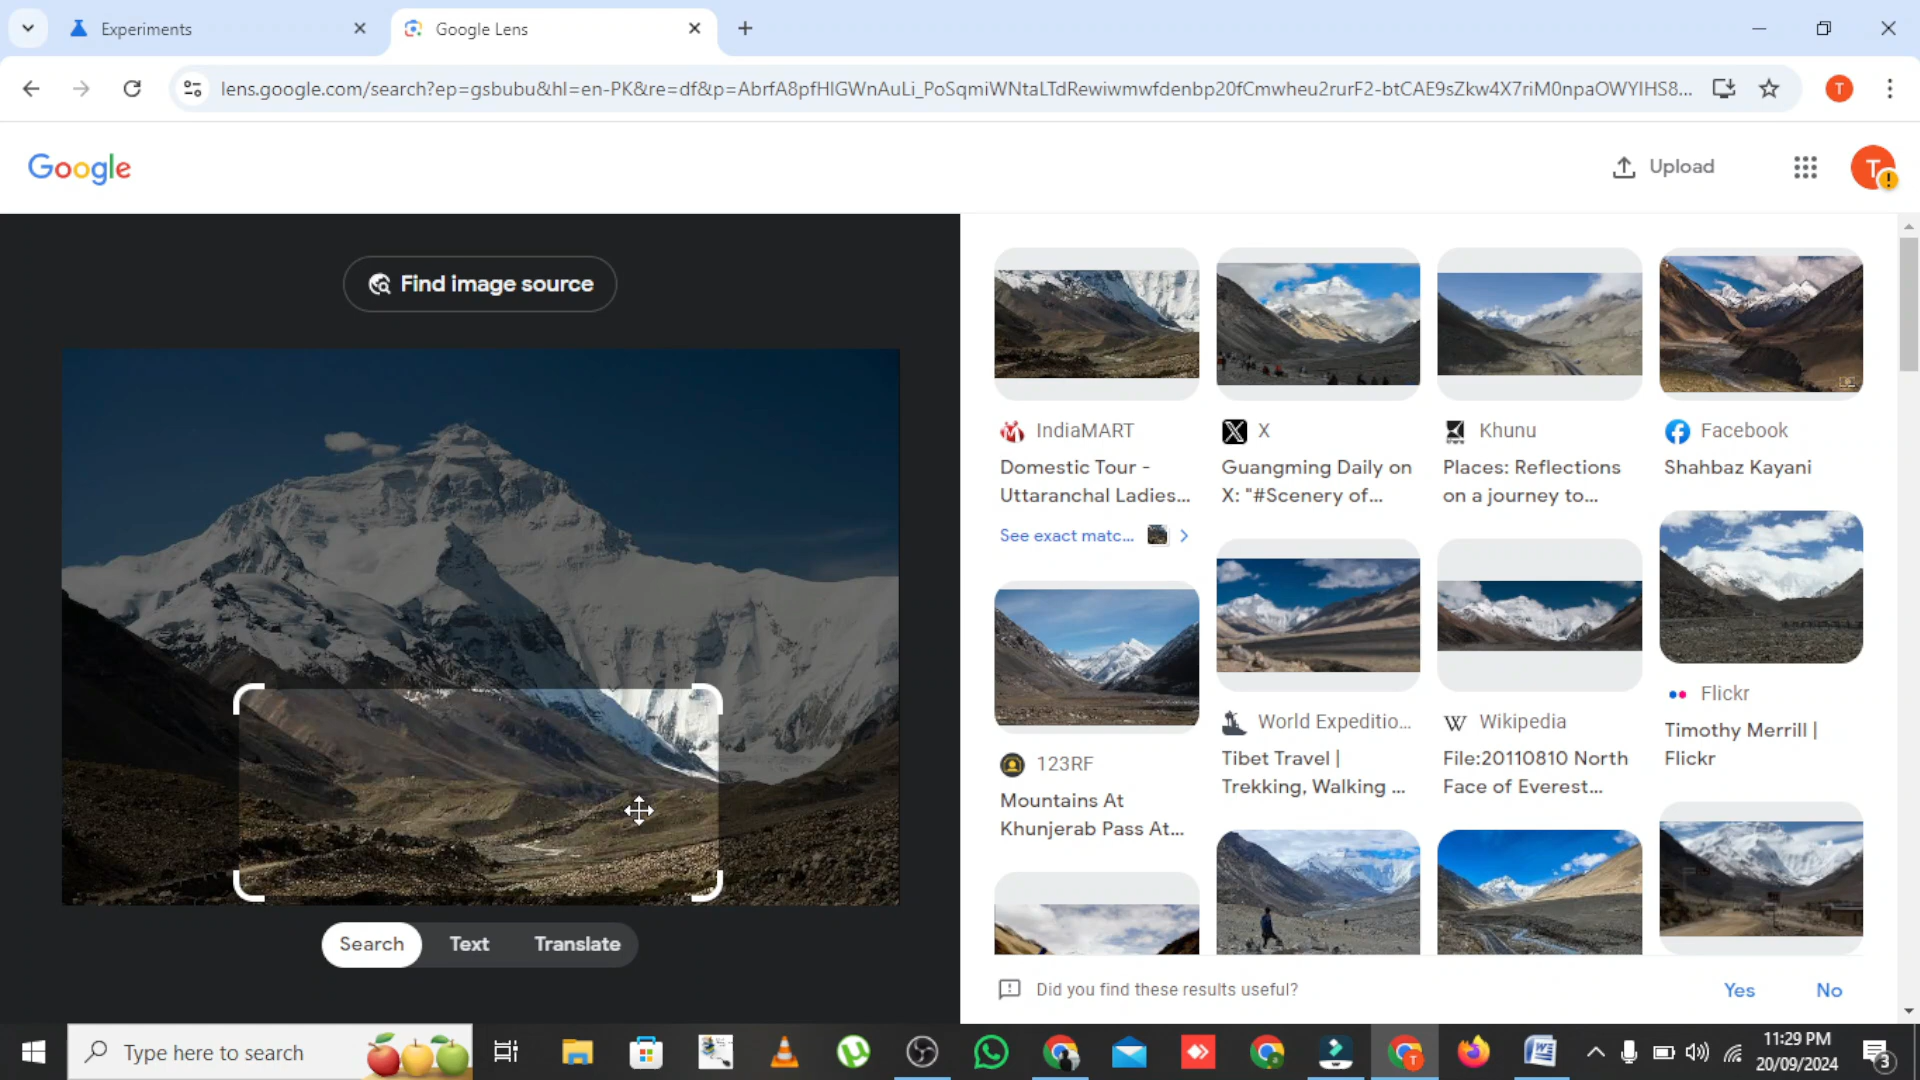 Experiments
Google Lens
lens.google.com/search?ep=gsbubu&hl=en-PK&re=df&p=AbrfA8pfHlGWnAuLi_PoSqmiWNtaLTdRewiwmwfdenbp20fCmwheu2rurF2-btCAE9sZkw4X7riM0npaOWYIHS8...
T
Google
Upload
T
Find image source
IndiaMART
Domestic Tour -
Uttaranchal Ladies...
See exact matc...
X
Guangming Daily on
X: "#Scenery of...
Khunu
Places: Reflections
on a journey to...
Facebook
Shahbaz Kayani
123RF
Mountains At
Khunjerab Pass At...
World Expeditio...
Tibet Travel |
Trekking, Walking ...
Wikipedia
File:20110810 North
Face of Everest...
Flickr
Timothy Merrill |
Flickr
Search
Text
Translate
Did you find these results useful?
Yes
No
Type here to search
11:29 PM
20/09/2024
3